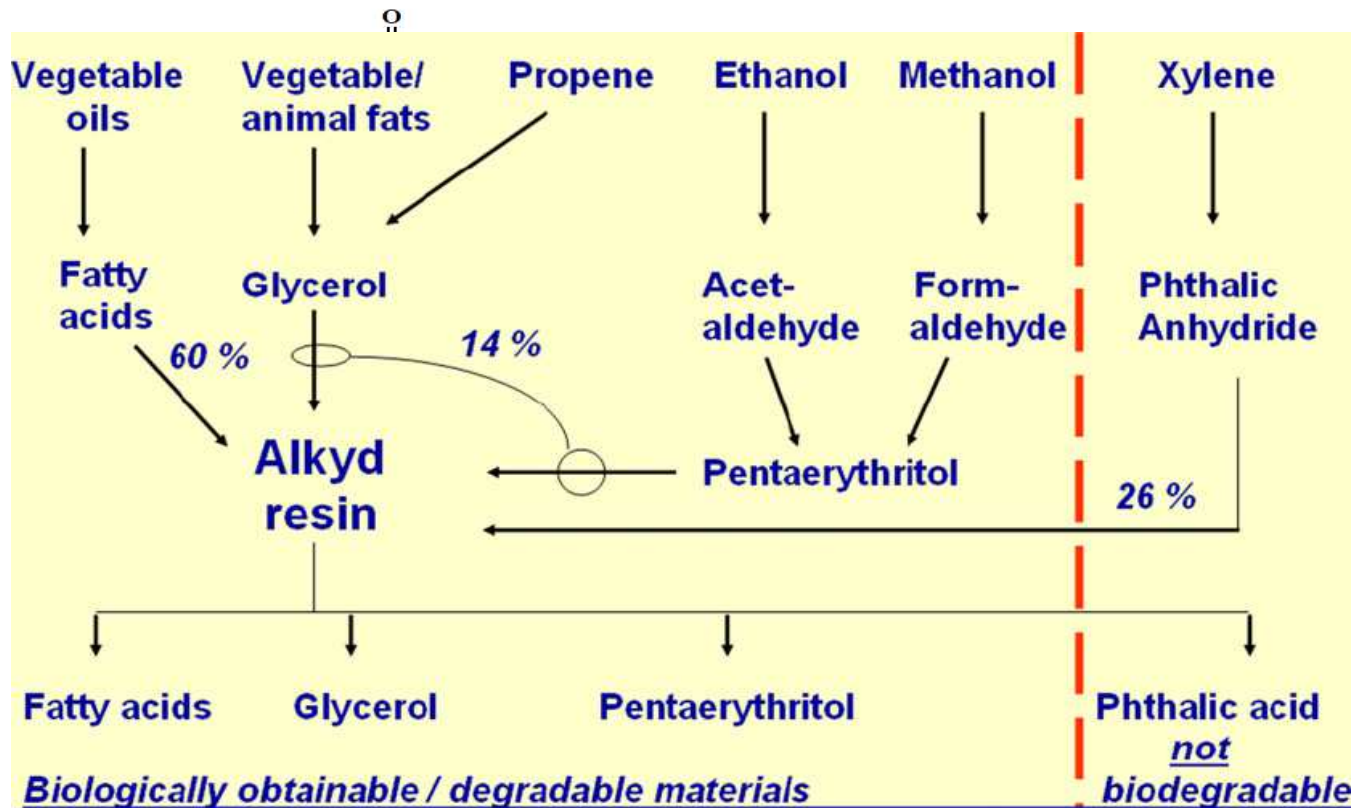 O
Vegetable oils
Vegetable/ animal fats
Propene
Ethanol
Methanol
Xylene
Fatty acids
Glycerol
Acet-
aldehyde
Form-
aldehyde
Phthalic
Anhydride
60 %
14 %
Alkyd
resin
Pentaerythritol
26 %
Fatty acids
Glycerol
Pentaerythritol
Phthalic acid
not
biodegradable
Biologically obtainable / degradable materials